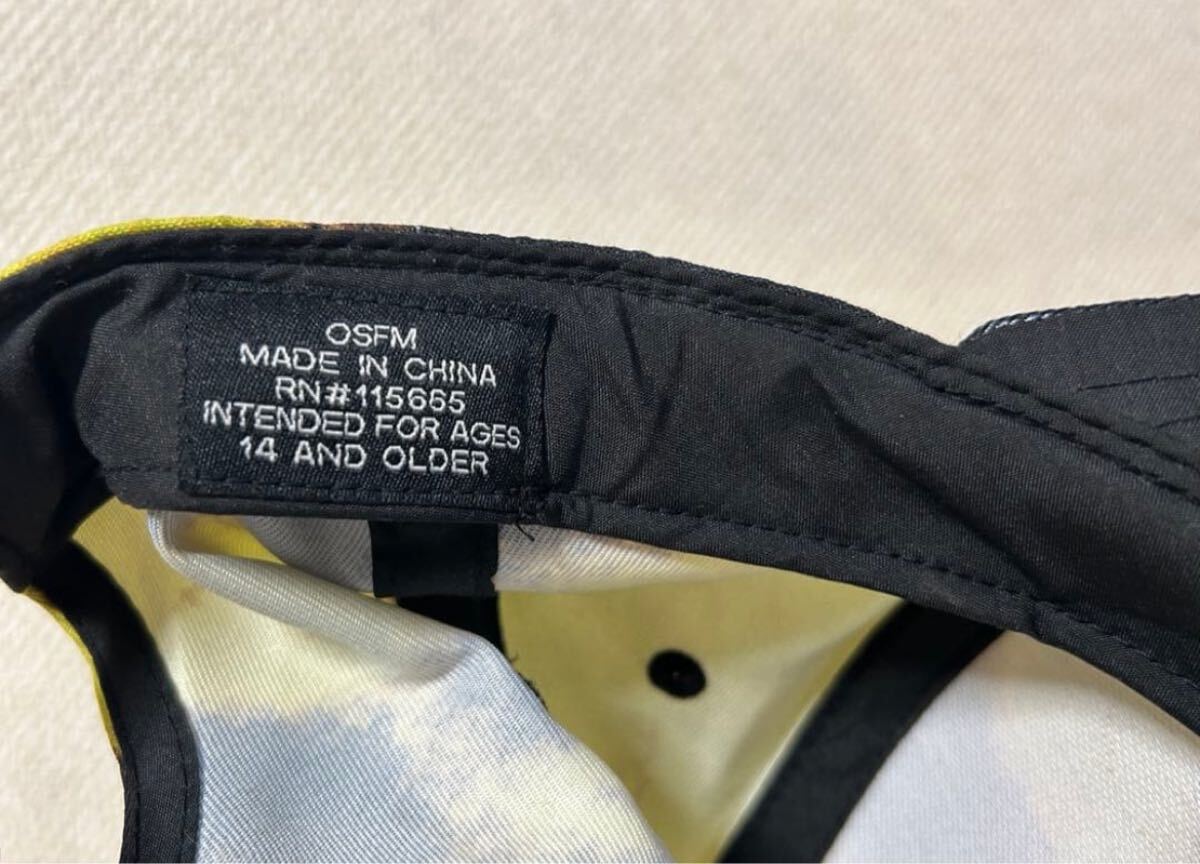 OSFM
MADE IN CHINA
RN#115665
INTENDED FOR AGES
14 AND OLDER